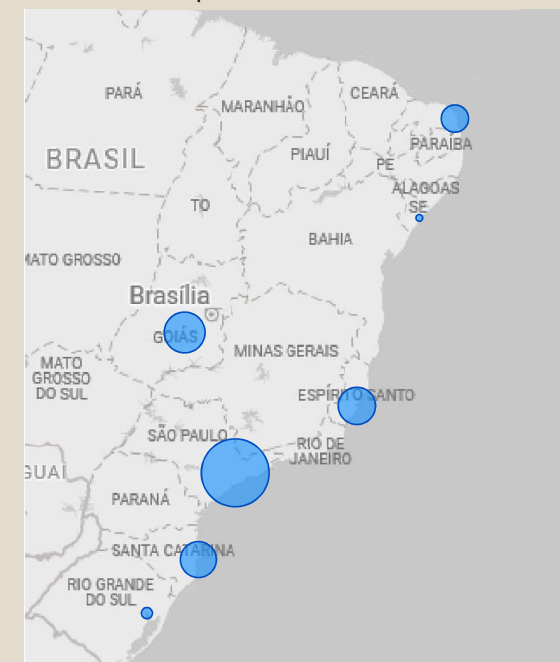 PARÁ
MARANHÃO
CEARÁ
PARAÍBA
PIAUÍ
BRASIL
PE
ALAGOAS
SE
TO
BAHIA
MATO GROSSO
Brasília
GOIÁS
MINAS GERAIS
MATO
GROSSO
DO SUL
ESPÍRITO SANTO
SÃO PAULO
RIO DE
JANEIRO
GUAI
PARANÁ
SANTA CATARINA
RIO GRANDE
DO SUL